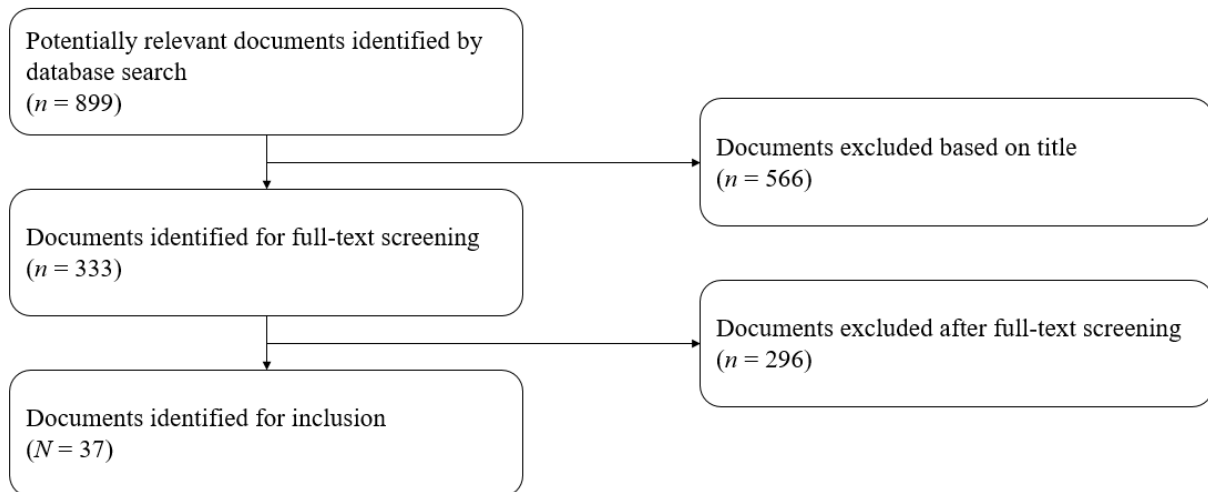 Potentially relevant documents identified by
database search
(n = 899)
Documents excluded based on title
(n = 566)
Documents identified for full-text screening
(n = 333)
Documents excluded after full-text screening
(n = 296)
Documents identified for inclusion
(N = 37)